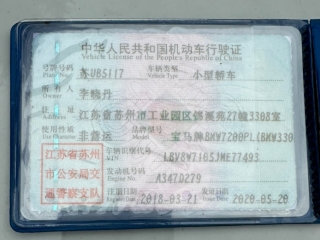 中华人民共和国机动车行驶证
Vehicle License of the People's Republic of China
号牌号码 苏UB5117 车辆类型 小型轿车
Plate No. Vehicle Type
所有人 李晓丹
Owner
住址 江苏省苏州市工业园区 苑27幢3308室
Address
使用性质 非营运 品牌型号 宝马牌BMW7200PL(BMW330
Use Character Model
江苏省苏州
市公安局交
通警察支队
车辆识别代号
VIN
发动机号码 A347D279
Engine No.
注册日期 2018-03-21 发证日期 2020-05-20
Register Date Issue Date